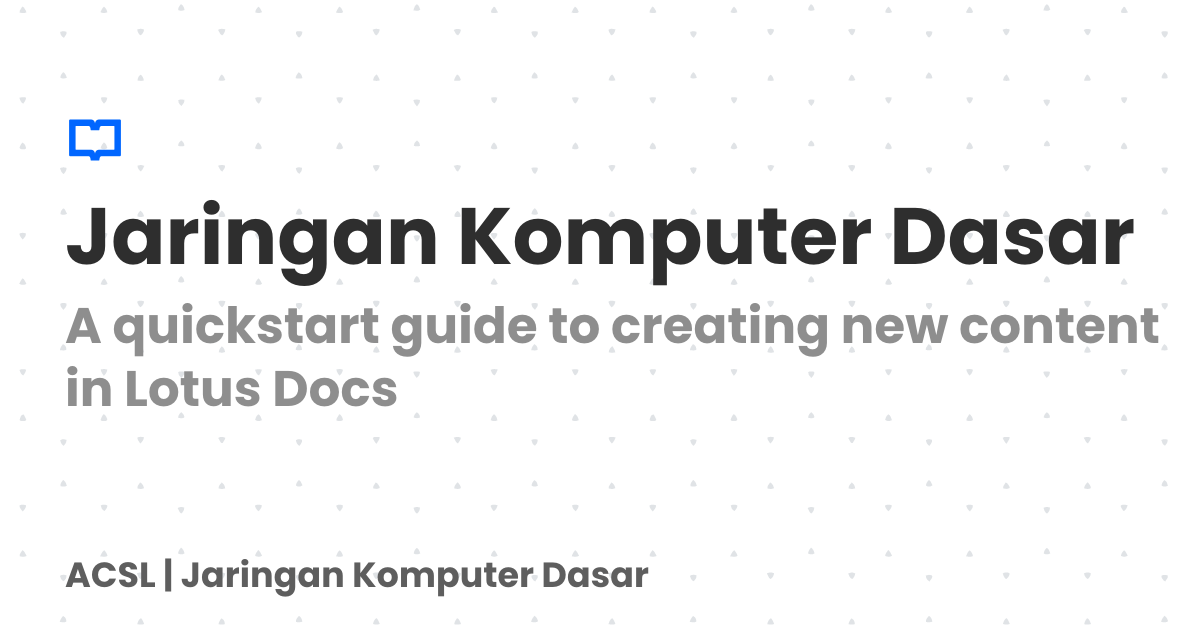 Jaringan Komputer Dasar
A quickstart guide to creating new content
in Lotus Docs
ACSL | Jaringan Komputer Dasar